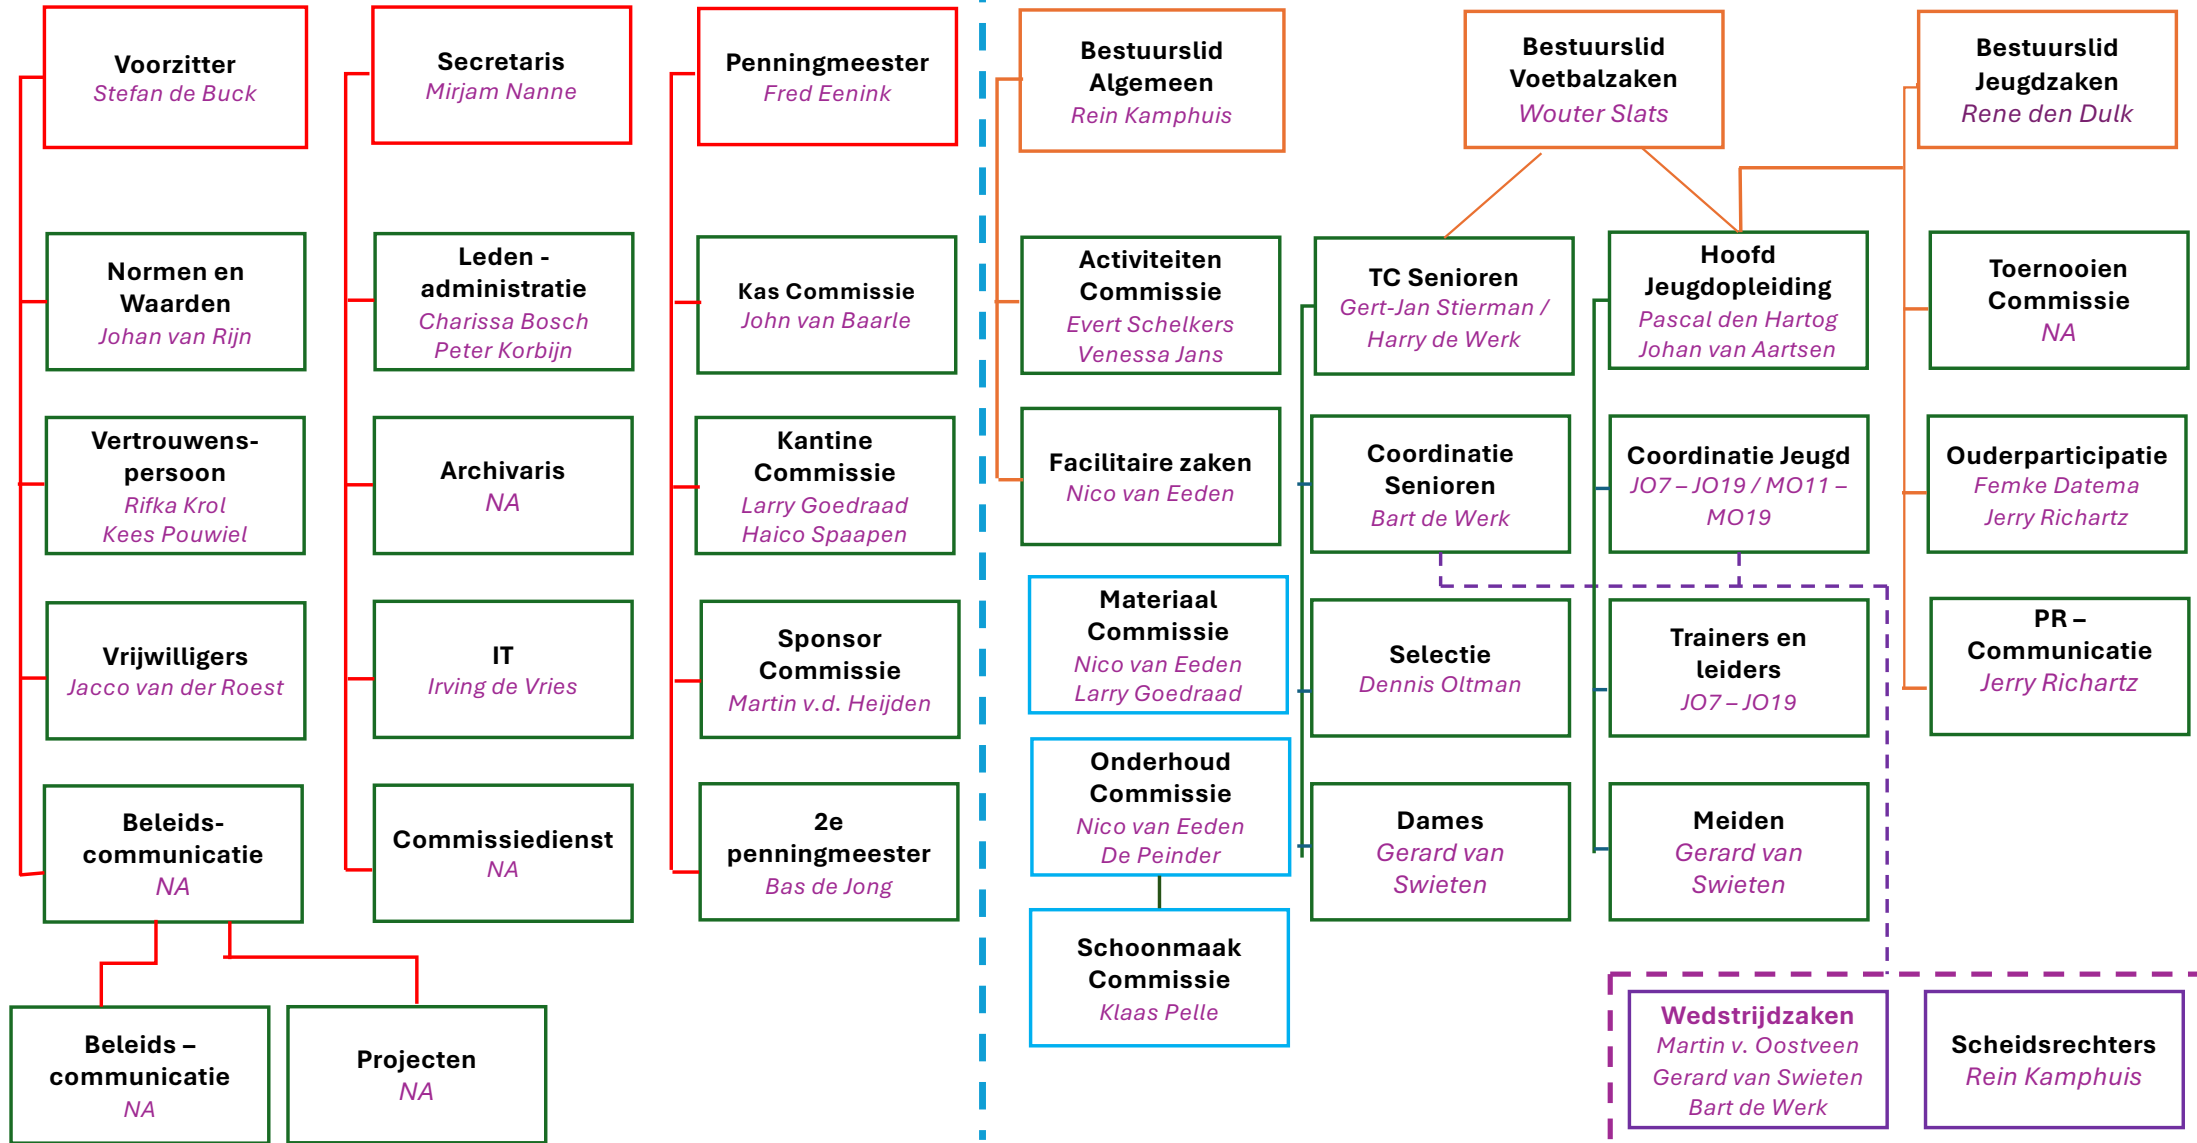 Voorzitter
Stefan de Buck
Secretaris
Mirjam Nanne
Penningmeester
Fred Eenink
Bestuurslid
Algemeen
Rein Kamphuis
Bestuurslid
Voetbalzaken
Wouter Slats
Bestuurslid
Jeugdzaken
Rene den Dulk
Normen en
Waarden
Johan van Rijn
Leden -
administratie
Charissa Bosch
Peter Korbijn
Kas Commissie
John van Baarle
Activiteiten
Commissie
Evert Schelkers
Venessa Jans
TC Senioren
Gert-Jan Stierman /
Harry de Werk
Hoofd
Jeugdopleiding
Pascal den Hartog
Johan van Aartsen
Toernooien
Commissie
NA
Vertrouwens-
persoon
Rifka Krol
Kees Pouwiel
Archivaris
NA
Kantine
Commissie
Larry Goedraad
Haico Spaapen
Facilitaire zaken
Nico van Eeden
Coordinatie
Senioren
Bart de Werk
Coordinatie Jeugd
JO7 – JO19 / MO11 –
MO19
Ouderparticipatie
Femke Datema
Jerry Richartz
Vrijwilligers
Jacco van der Roest
IT
Irving de Vries
Sponsor
Commissie
Martin v.d. Heijden
Materiaal
Commissie
Nico van Eeden
Larry Goedraad
Selectie
Dennis Oltman
Trainers en
leiders
JO7 – JO19
PR –
Communicatie
Jerry Richartz
Beleids-
communicatie
NA
Commissiedienst
NA
2e
penningmeester
Bas de Jong
Onderhoud
Commissie
Nico van Eeden
De Peinder
Dames
Gerard van
Swieten
Meiden
Gerard van
Swieten
Beleids –
communicatie
NA
Projecten
NA
Schoonmaak
Commissie
Klaas Pelle
Wedstrijdzaken
Martin v. Oostveen
Gerard van Swieten
Bart de Werk
Scheidsrechters
Rein Kamphuis